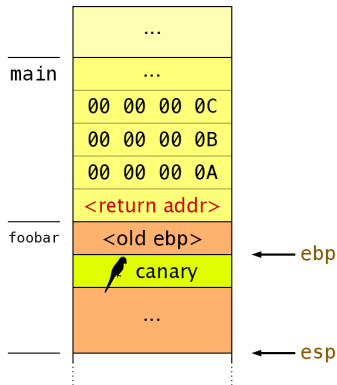 ...
main
...
00 00 00 0C
00 00 00 0B
00 00 00 0A
<return addr>
foobar
<old ebp>
ebp
canary
...
esp